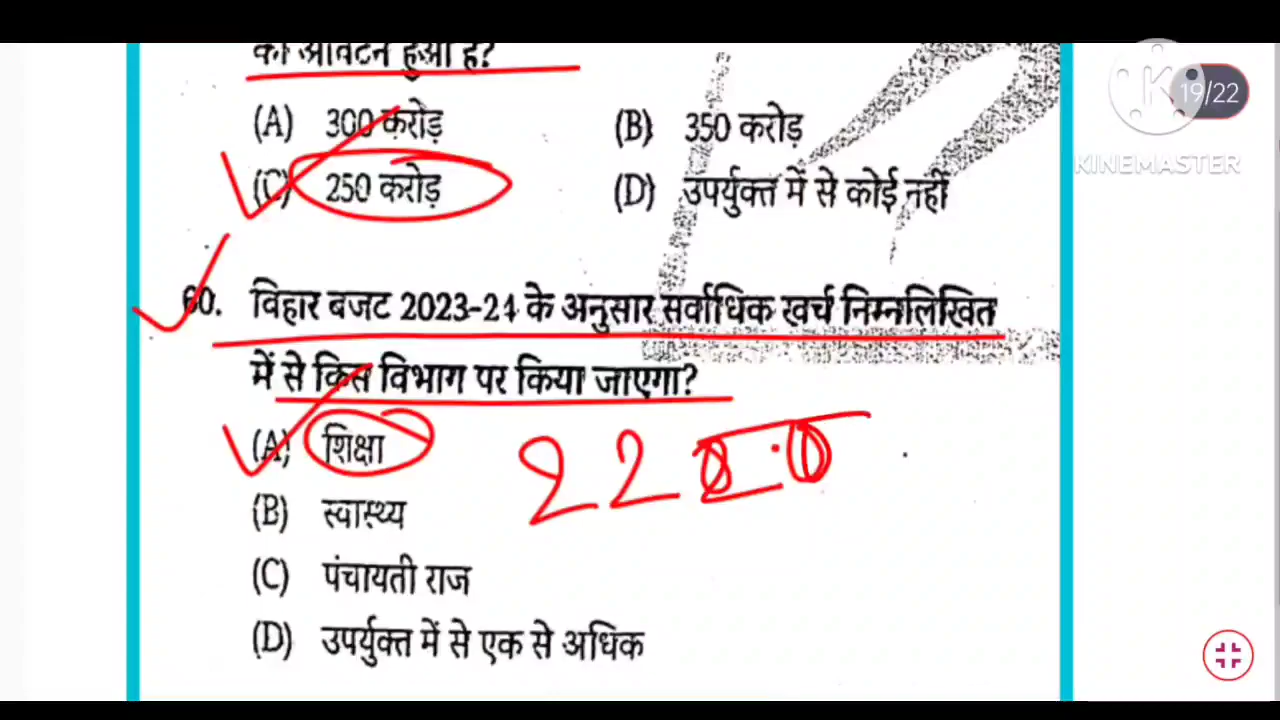 का आवंटन हुआ है?
(A) 300 करोड़ (B) 350 करोड़
(C) 250 करोड़ (D) उपर्युक्त में से कोई नहीं
19/22
KINEMASTER
60. विहार बजट 2023-24 के अनुसार सर्वाधिक खर्च निम्नलिखित
में से किस विभाग पर किया जाएगा?
(A) शिक्षा
22
(B) स्वास्थ्य
(C) पंचायती राज
(D) उपर्युक्त में से एक से अधिक